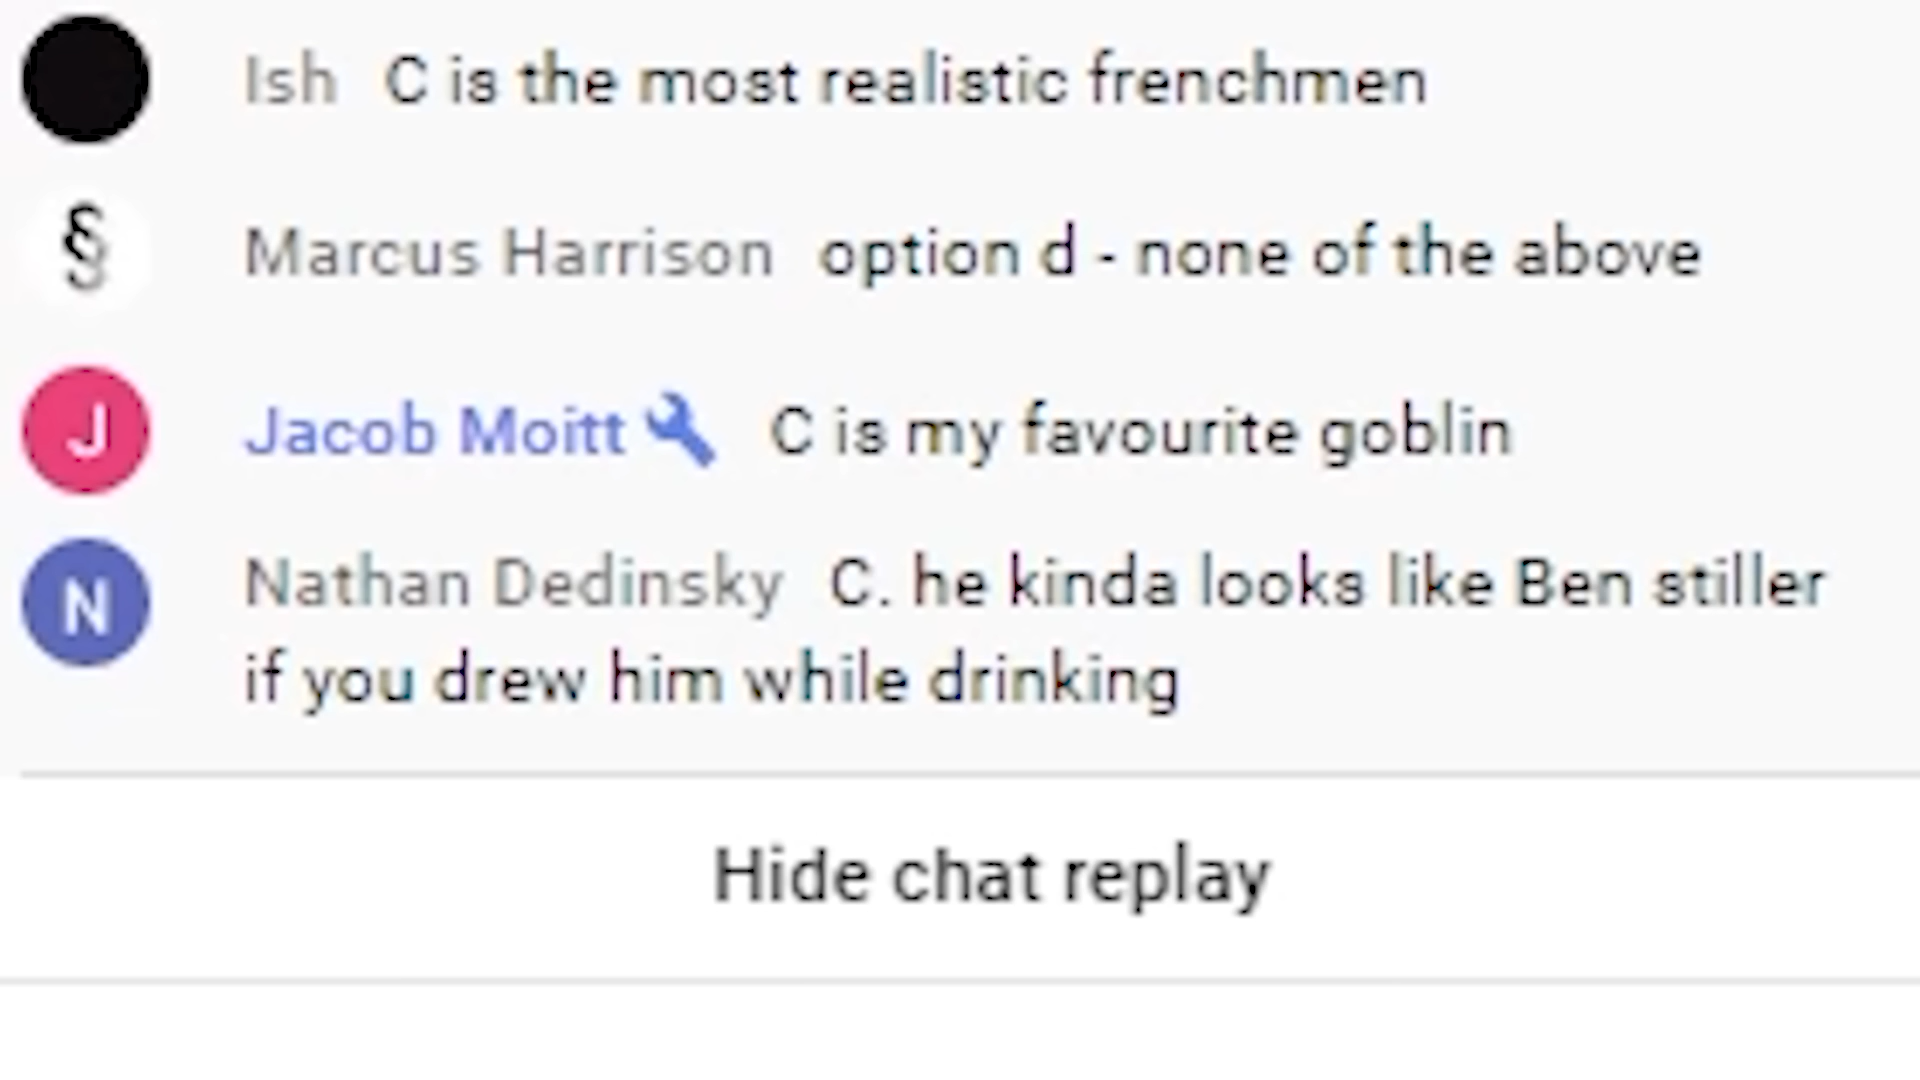 Ish C is the most realistic frenchmen
§ Marcus Harrison option d - none of the above
J Jacob Moitt C is my favourite goblin
N Nathan Dedinsky C. he kinda looks like Ben stiller
if you drew him while drinking
Hide chat replay